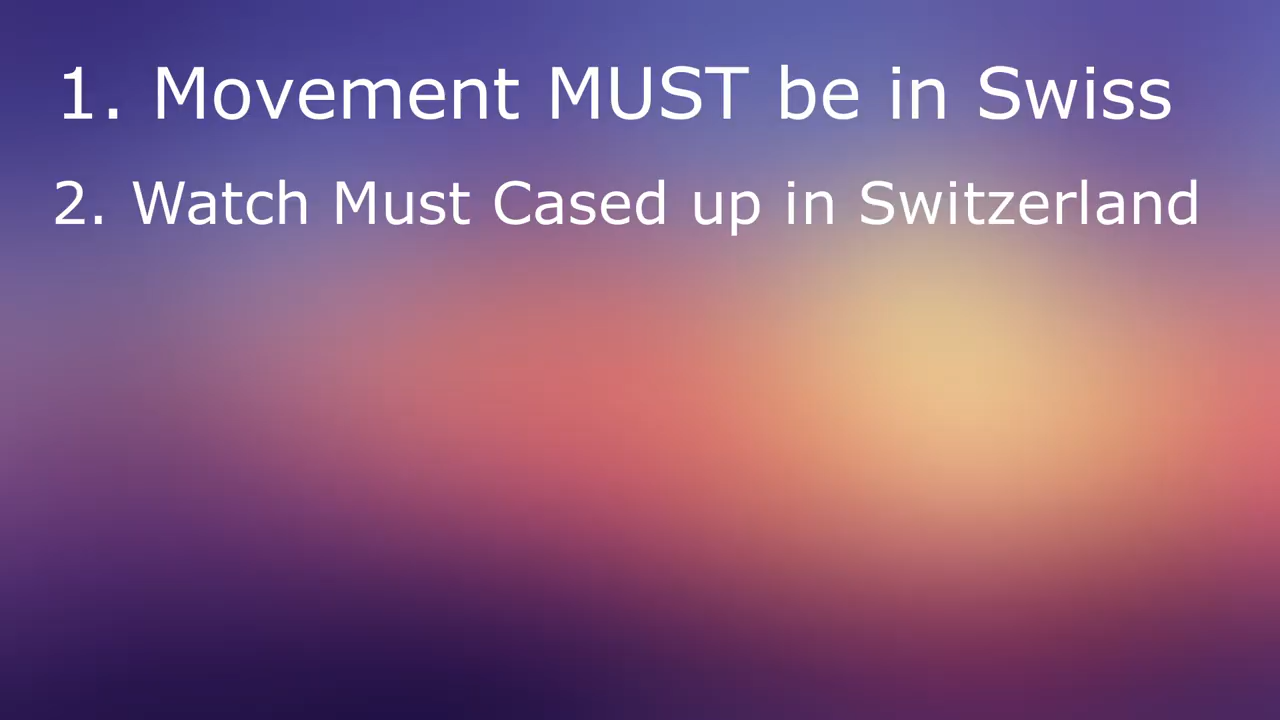 1. Movement MUST be in Swiss
2. Watch Must Cased up in Switzerland